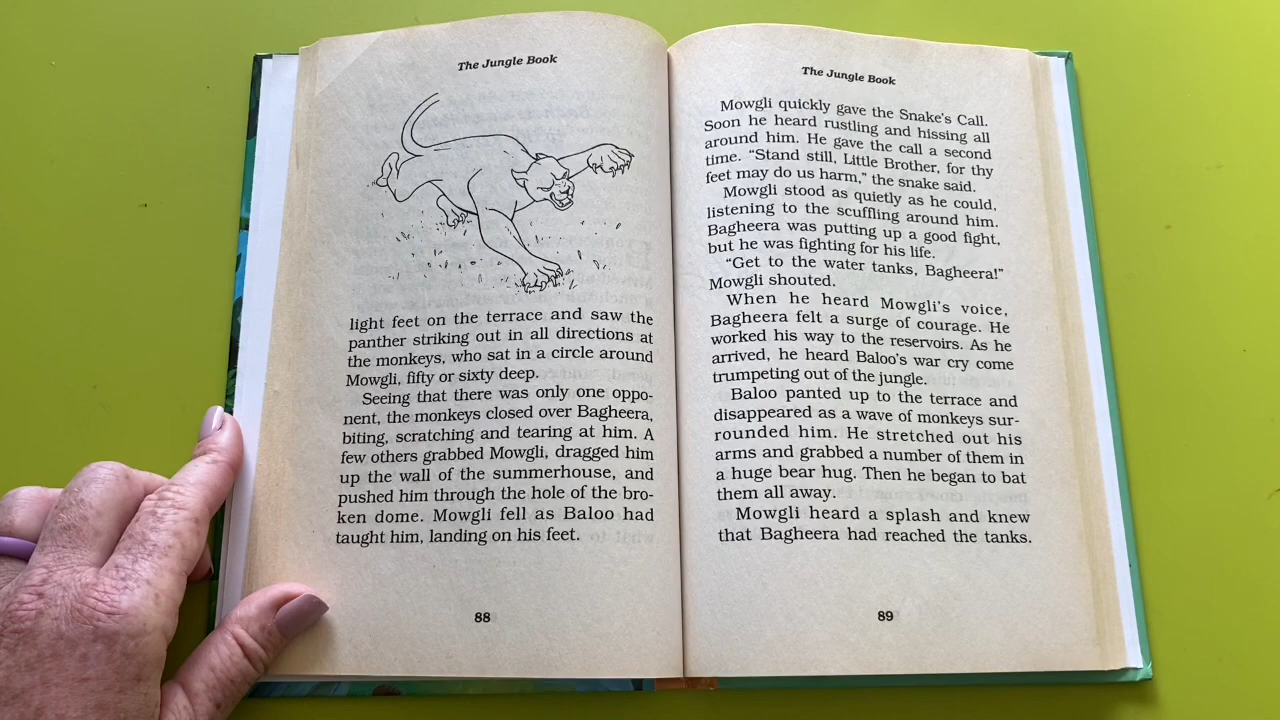 The Jungle Book
light feet on the terrace and saw the
panther striking out in all directions at
the monkeys, who sat in a circle around
Mowgli, fifty or sixty deep.
Seeing that there was only one oppo-
nent, the monkeys closed over Bagheera,
biting, scratching and tearing at him. A
few others grabbed Mowgli, dragged him
up the wall of the summerhouse, and
pushed him through the hole of the bro-
ken dome. Mowgli fell as Baloo had
taught him, landing on his feet.
88
The Jungle Book
Mowgli quickly gave the Snake's Call.
Soon he heard rustling and hissing all
around him. He gave the call a second
time. “Stand still, Little Brother, for thy
feet may do us harm,” the snake said.
Mowgli stood as quietly as he could,
listening to the scuffling around him.
Bagheera was putting up a good fight,
but he was fighting for his life.
“Get to the water tanks, Bagheera!”
Mowgli shouted.
When he heard Mowgli's voice,
Bagheera felt a surge of courage. He
worked his way to the reservoirs. As he
arrived, he heard Baloo's war cry come
trumpeting out of the jungle.
Baloo panted up to the terrace and
disappeared as a wave of monkeys sur-
rounded him. He stretched out his
arms and grabbed a number of them in
a huge bear hug. Then he began to bat
them all away.
Mowgli heard a splash and knew
that Bagheera had reached the tanks.
89